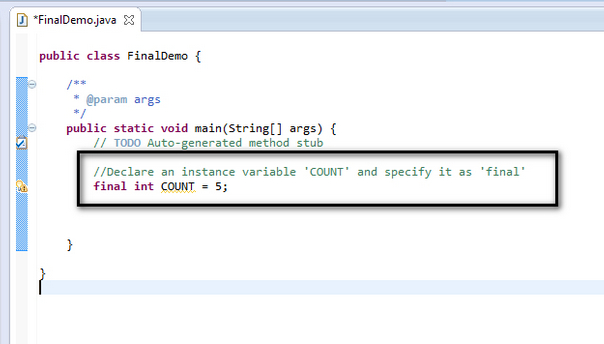 *FinalDemo.java
public class FinalDemo {
/**
* @param args
*/
public static void main(String[] args) {
// TODO Auto-generated method stub
//Declare an instance variable 'COUNT' and specify it as 'final'
final int COUNT = 5;
}
}